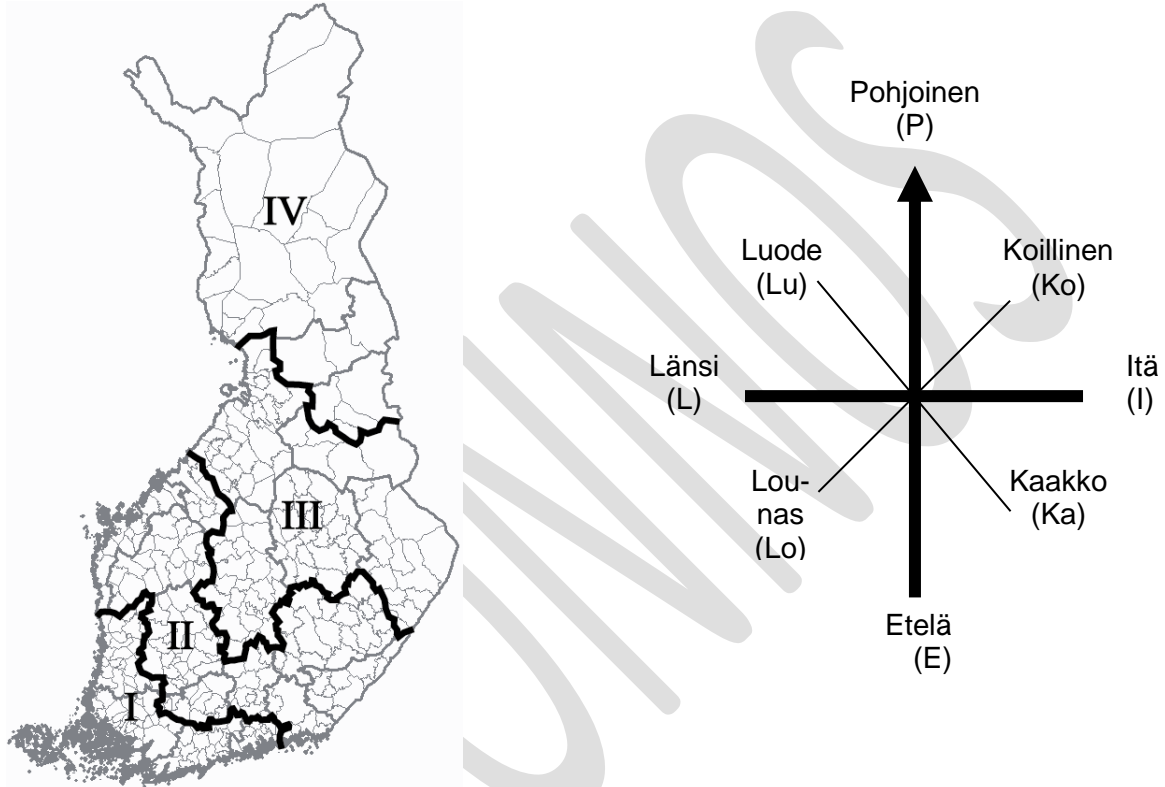 IV
III
II
I
Pohjoinen
(P)
Luode
(Lu)
Koillinen
(Ko)
Länsi
(L)
Itä
(I)
Lou-
nas
(Lo)
Kaakko
(Ka)
Etelä
(E)